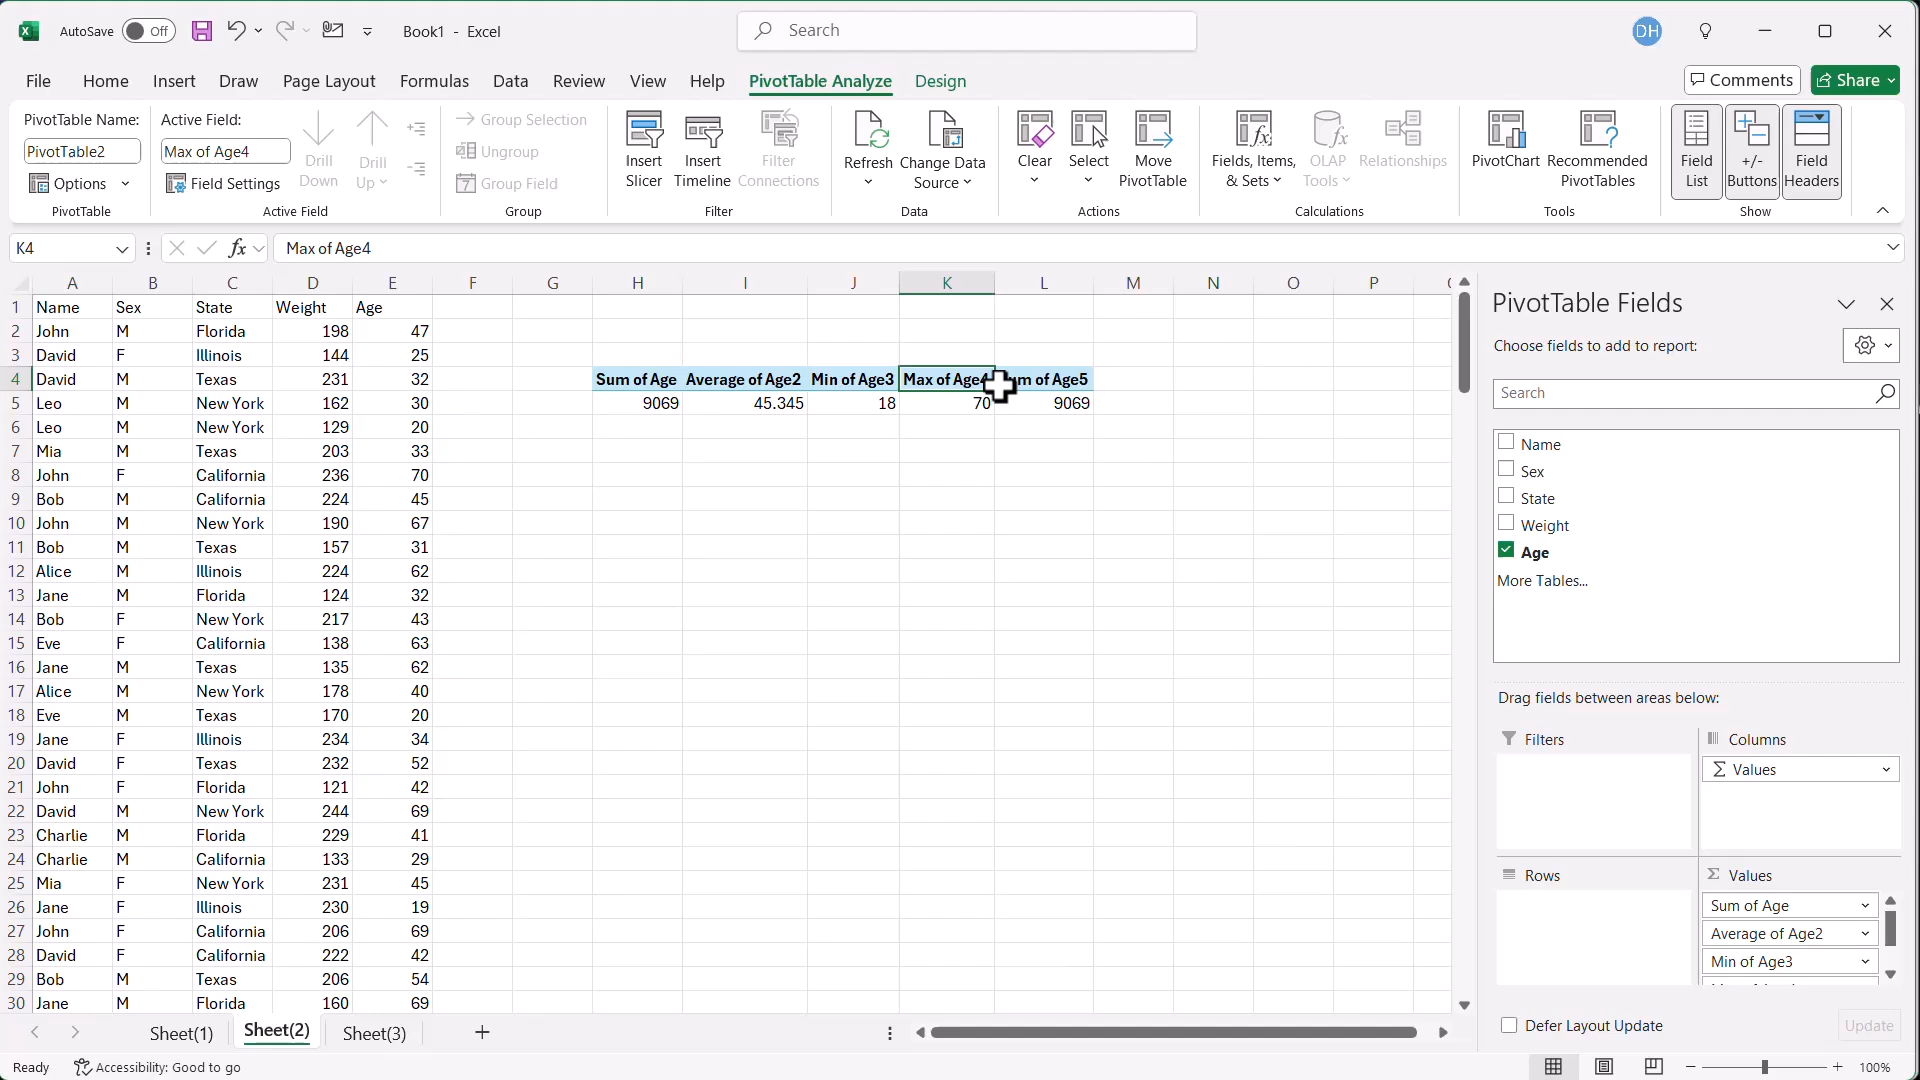 AutoSave Off Book1 - Excel Search DH
File Home Insert Draw Page Layout Formulas Data Review View Help PivotTable Analyze Design Comments Share
PivotTable Name:
PivotTable2
Options
PivotTable
Active Field:
Max of Age4
Field Settings
Drill Down
Drill Up
Active Field
Group Selection
Ungroup
Group Field
Group
Insert Slicer
Insert Timeline
Filter Connections
Filter
Refresh
Change Data Source
Data
Clear
Select
Move PivotTable
Actions
Fields, Items, & Sets
OLAP Tools
Relationships
Calculations
PivotChart
Recommended PivotTables
Tools
Field List
+/- Buttons
Field Headers
Show
K4 fx Max of Age4
A B C D E F G H I J K L M N O P
1 Name Sex State Weight Age
2 John M Florida 198 47
3 David F Illinois 144 25
4 David M Texas 231 32 Sum of Age Average of Age2 Min of Age3 Max of Age4 m of Age5
5 Leo M New York 162 30 9069 45.345 18 70 9069
6 Leo M New York 129 20
7 Mia M Texas 203 33
8 John F California 236 70
9 Bob M California 224 45
10 John M New York 190 67
11 Bob M Texas 157 31
12 Alice M Illinois 224 62
13 Jane M Florida 124 32
14 Bob F New York 217 43
15 Eve F California 138 63
16 Jane M Texas 135 62
17 Alice M New York 178 40
18 Eve M Texas 170 20
19 Jane F Illinois 234 34
20 David F Texas 232 52
21 John F Florida 121 42
22 David M New York 244 69
23 Charlie M Florida 229 41
24 Charlie M California 133 29
25 Mia F New York 231 45
26 Jane F Illinois 230 19
27 John F California 206 69
28 David F California 222 42
29 Bob M Texas 206 54
30 Jane M Florida 160 69
PivotTable Fields
Choose fields to add to report:
Search
Name
Sex
State
Weight
Age
More Tables...
Drag fields between areas below:
Filters
Columns
Σ Values
Rows
Σ Values
Sum of Age
Average of Age2
Min of Age3
Defer Layout Update Update
Sheet(1) Sheet(2) Sheet(3)
Ready Accessibility: Good to go 100%